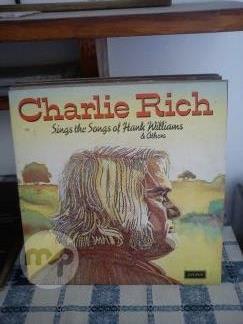 Charlie Rich
Sings the Songs of Hank Williams
& Others
mp